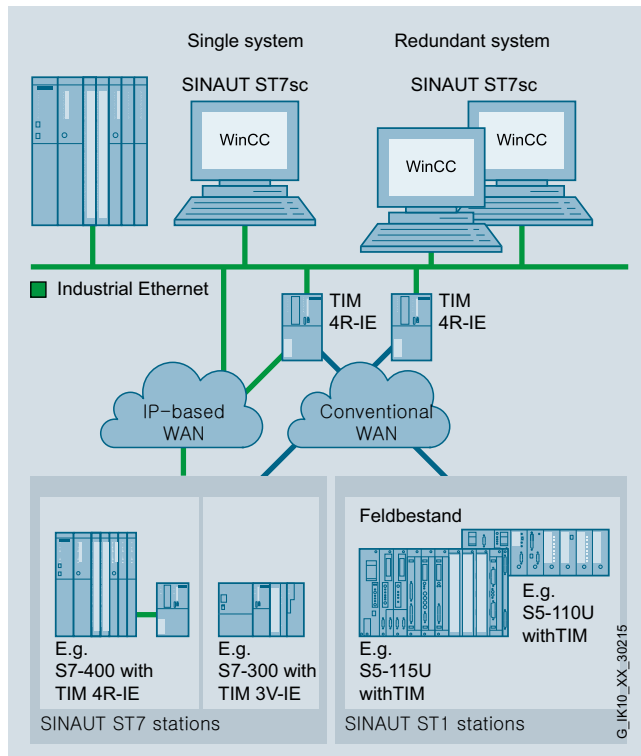 Single system
Redundant system
SINAUT ST7sc
SINAUT ST7sc
WinCC
WinCC
WinCC
Industrial Ethernet
TIM
4R-IE
TIM
4R-IE
IP-based
WAN
Conventional
WAN
Feldbestand
E.g.
S7-400 with
TIM 4R-IE
E.g.
S7-300 with
TIM 3V-IE
E.g.
S5-115U
withTIM
E.g.
S5-110U
withTIM
SINAUT ST7 stations
SINAUT ST1 stations
G_IK10_XX_30215